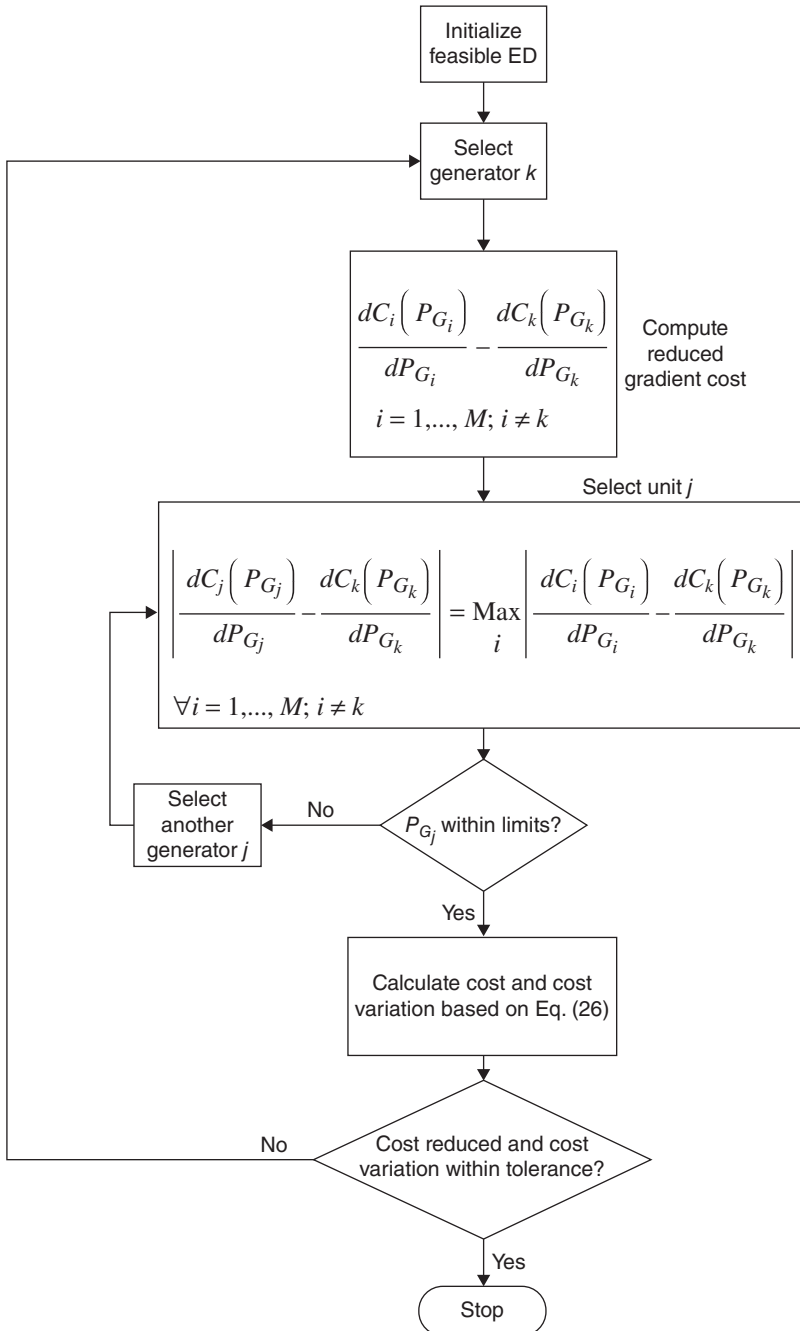 Initialize
feasible ED
Select
generator k
dC_i(P_{G_i})/dP_{G_i} − dC_k(P_{G_k})/dP_{G_k}
i = 1,..., M; i ≠ k
Compute
reduced
gradient cost
Select unit j
|dC_j(P_{G_j})/dP_{G_j} − dC_k(P_{G_k})/dP_{G_k}| = Max_i |dC_i(P_{G_i})/dP_{G_i} − dC_k(P_{G_k})/dP_{G_k}|
∀i = 1,..., M; i ≠ k
Select
another
generator j
No
P_{G_j} within limits?
Yes
Calculate cost and cost
variation based on Eq. (26)
No
Cost reduced and cost
variation within tolerance?
Yes
Stop